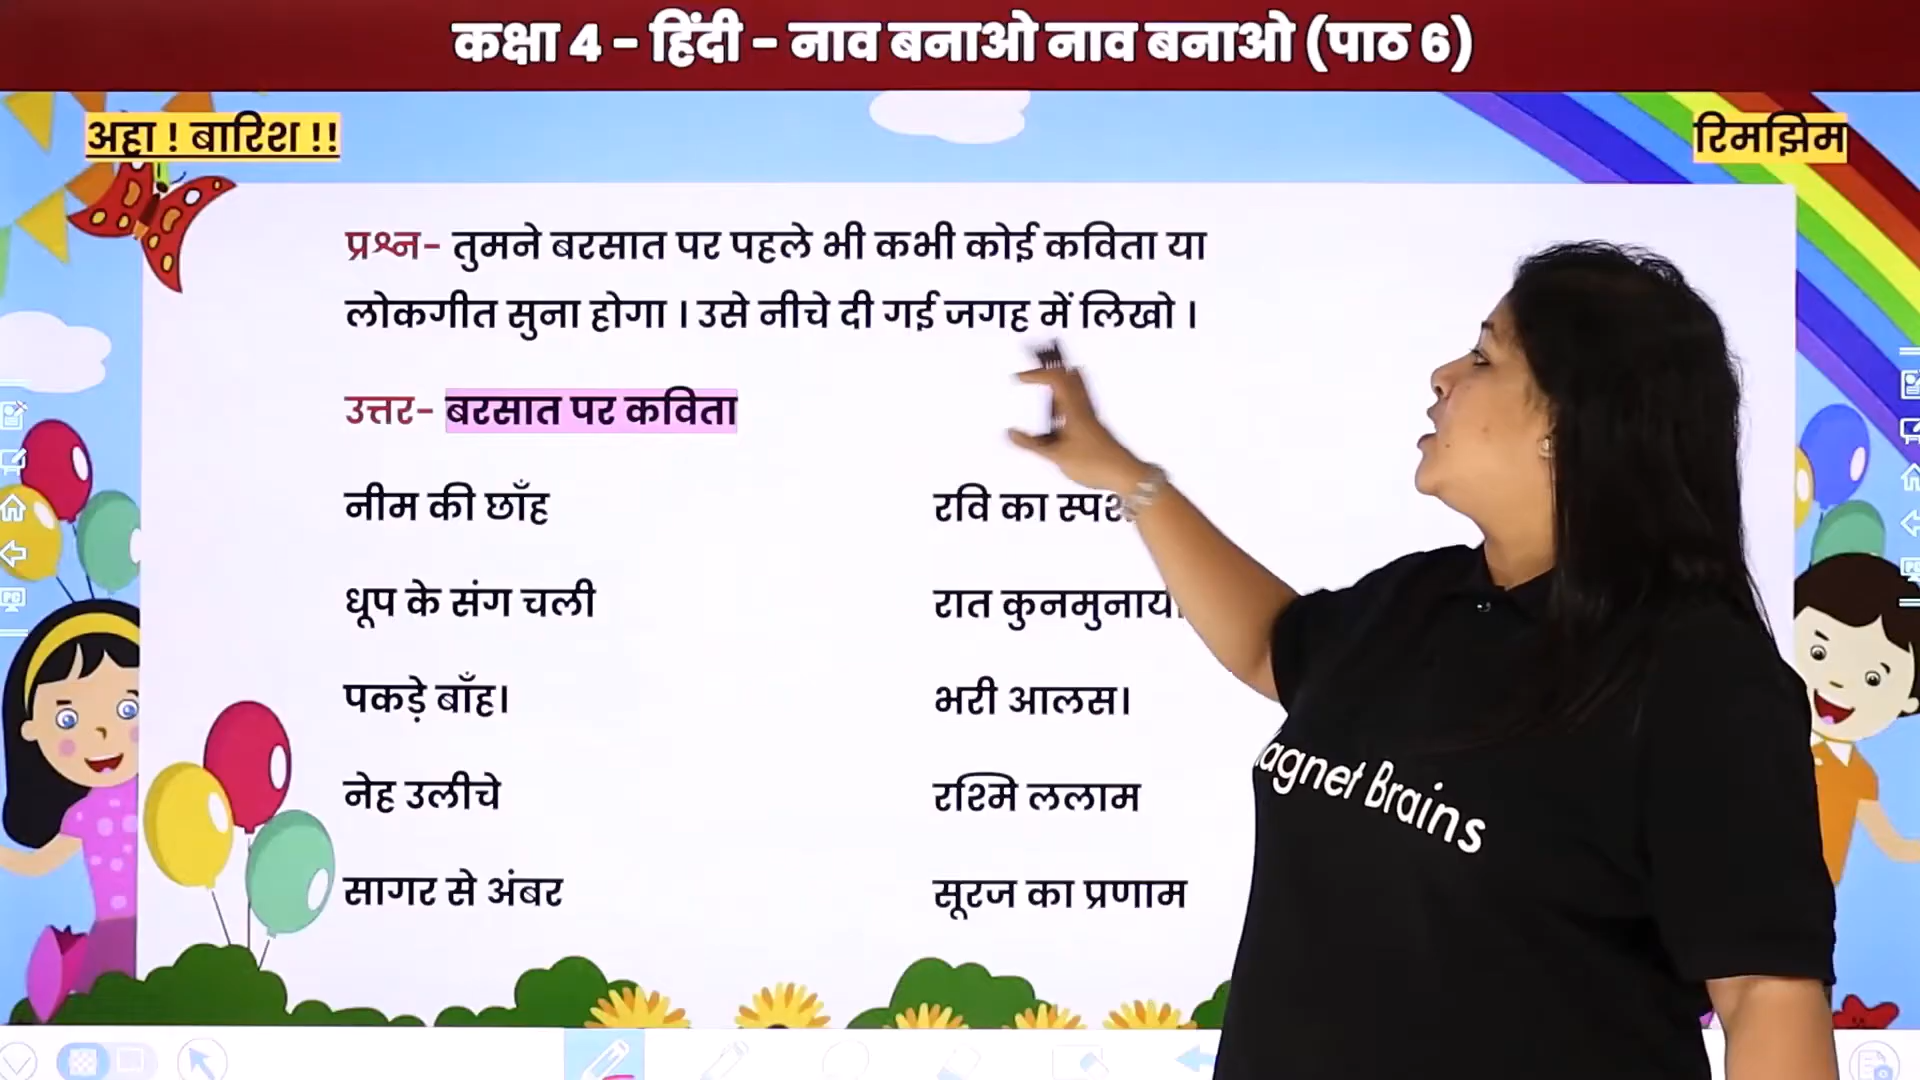 कक्षा 4 - हिंदी - नाव बनाओ नाव बनाओ (पाठ 6)
अहा ! बारिश !!
रिमझिम
प्रश्न- तुमने बरसात पर पहले भी कभी कोई कविता या
लोकगीत सुना होगा । उसे नीचे दी गई जगह में लिखो ।
उत्तर- बरसात पर कविता
नीम की छाँह
धूप के संग चली
पकड़े बाँह।
नेह उलीचे
सागर से अंबर
रवि का
रात
भरी आलस।
रश्मि ललाम
सूरज का प्रणाम
agnet Brains